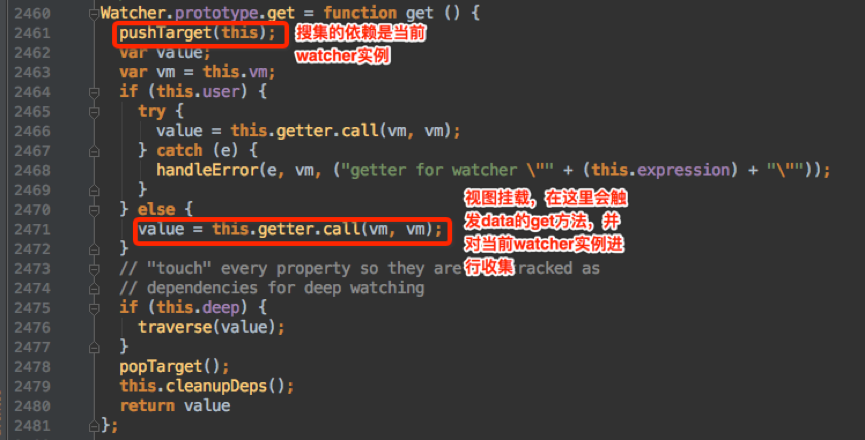 2460 Watcher.prototype.get = function get () {
2461 pushTarget(this);
搜集的依赖是当前
watcher实例
2462 var value;
2463 var vm = this.vm;
2464 if (this.user) {
2465 try {
2466 value = this.getter.call(vm, vm);
2467 } catch (e) {
2468 handleError(e, vm, ("getter for watcher \"" + (this.expression) + "\""));
2469 }
2470 } else {
2471 value = this.getter.call(vm, vm);
视图挂载，在这里会触
发data的get方法，并
对当前watcher实例进
行收集
2472 }
2473 // "touch" every property so they are racked as
2474 // dependencies for deep watching
2475 if (this.deep) {
2476 traverse(value);
2477 }
2478 popTarget();
2479 this.cleanupDeps();
2480 return value
2481 };